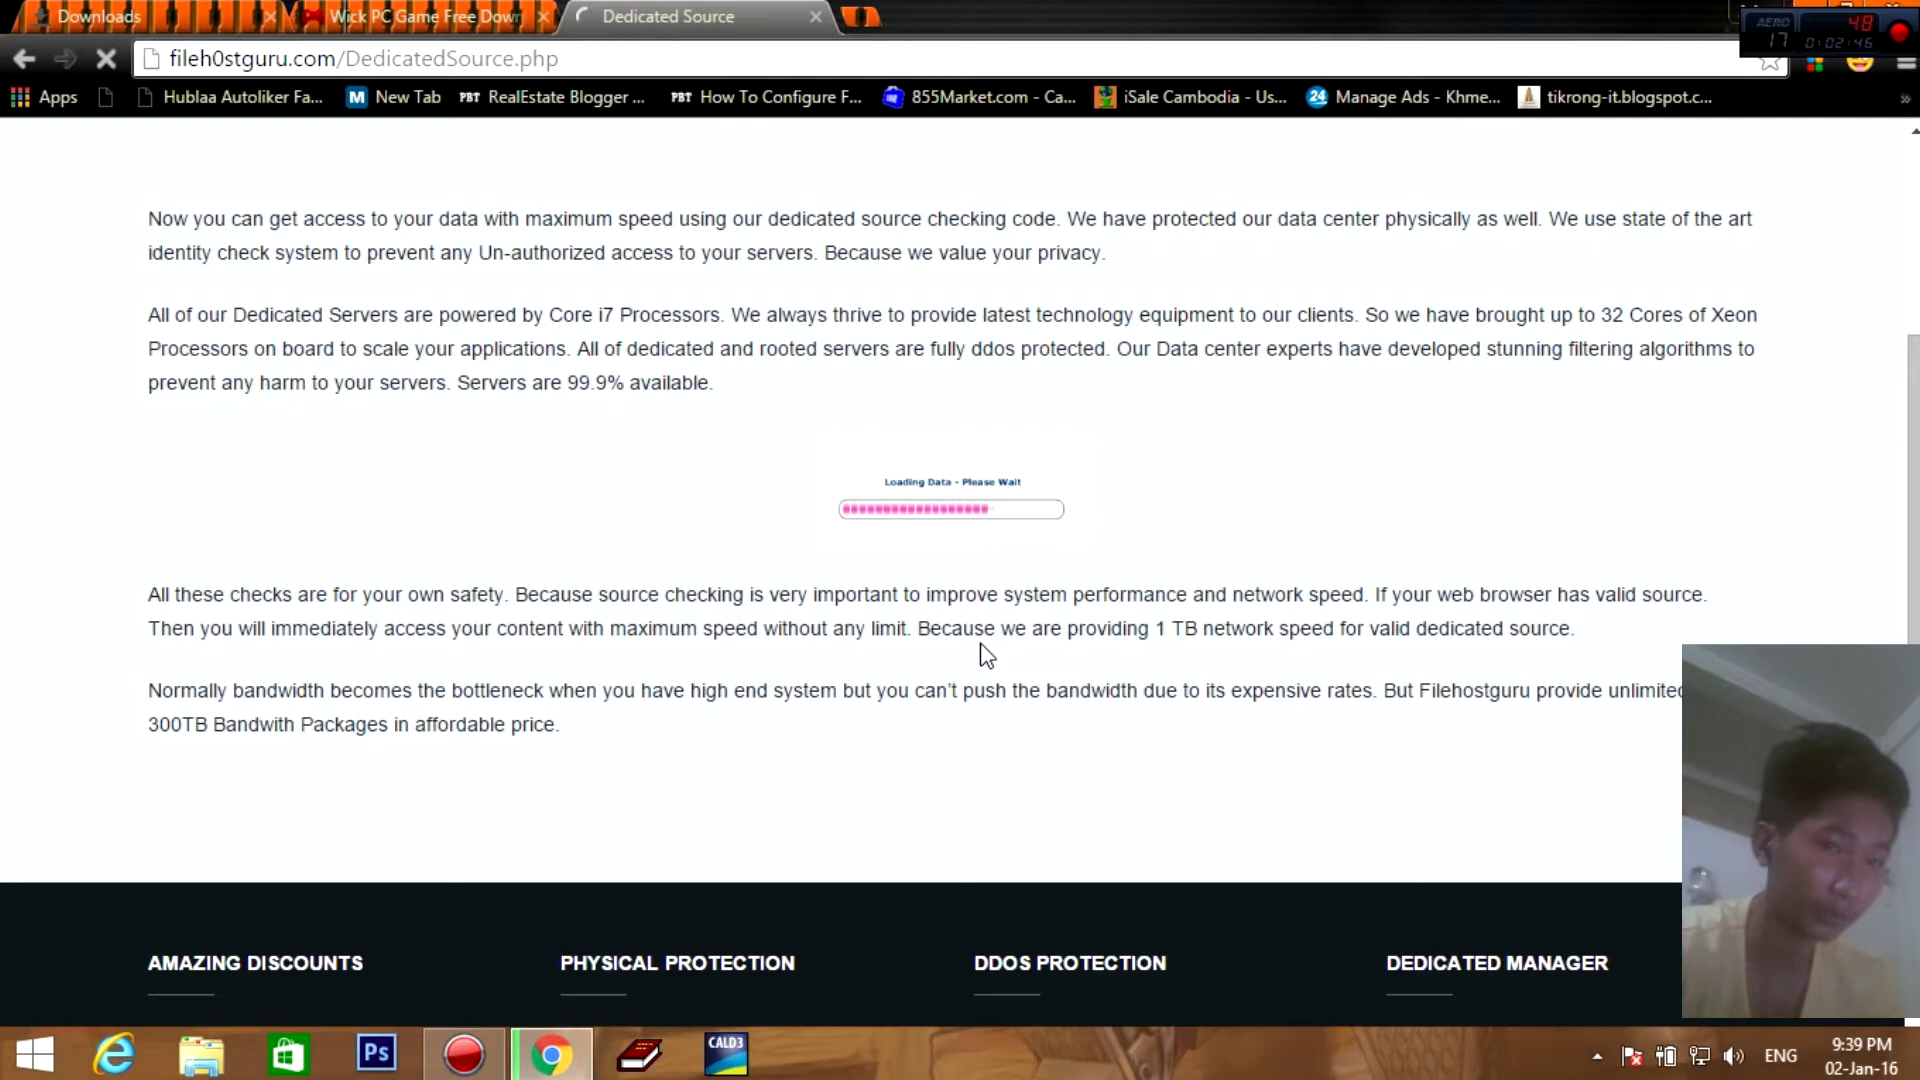 Downloads
Wick PC Game Free Dow
Dedicated Source
AERO
48
17
0:02:46
fileh0stguru.com/DedicatedSource.php
Apps
Hublaa Autoliker Fa...
M New Tab
PBT RealEstate Blogger ...
PBT How To Configure F...
855Market.com - Ca...
iSale Cambodia - Us...
24 Manage Ads - Khme...
tikrong-it.blogspot.c...
»
Now you can get access to your data with maximum speed using our dedicated source checking code. We have protected our data center physically as well. We use state of the art
identity check system to prevent any Un-authorized access to your servers. Because we value your privacy.
All of our Dedicated Servers are powered by Core i7 Processors. We always thrive to provide latest technology equipment to our clients. So we have brought up to 32 Cores of Xeon
Processors on board to scale your applications. All of dedicated and rooted servers are fully ddos protected. Our Data center experts have developed stunning filtering algorithms to
prevent any harm to your servers. Servers are 99.9% available.
Loading Data - Please Wait
All these checks are for your own safety. Because source checking is very important to improve system performance and network speed. If your web browser has valid source.
Then you will immediately access your content with maximum speed without any limit. Because we are providing 1 TB network speed for valid dedicated source.
Normally bandwidth becomes the bottleneck when you have high end system but you can't push the bandwidth due to its expensive rates. But Filehostguru provide unlimited
300TB Bandwith Packages in affordable price.
AMAZING DISCOUNTS
PHYSICAL PROTECTION
DDOS PROTECTION
DEDICATED MANAGER
Ps
CALD3
ENG
9:39 PM
02-Jan-16